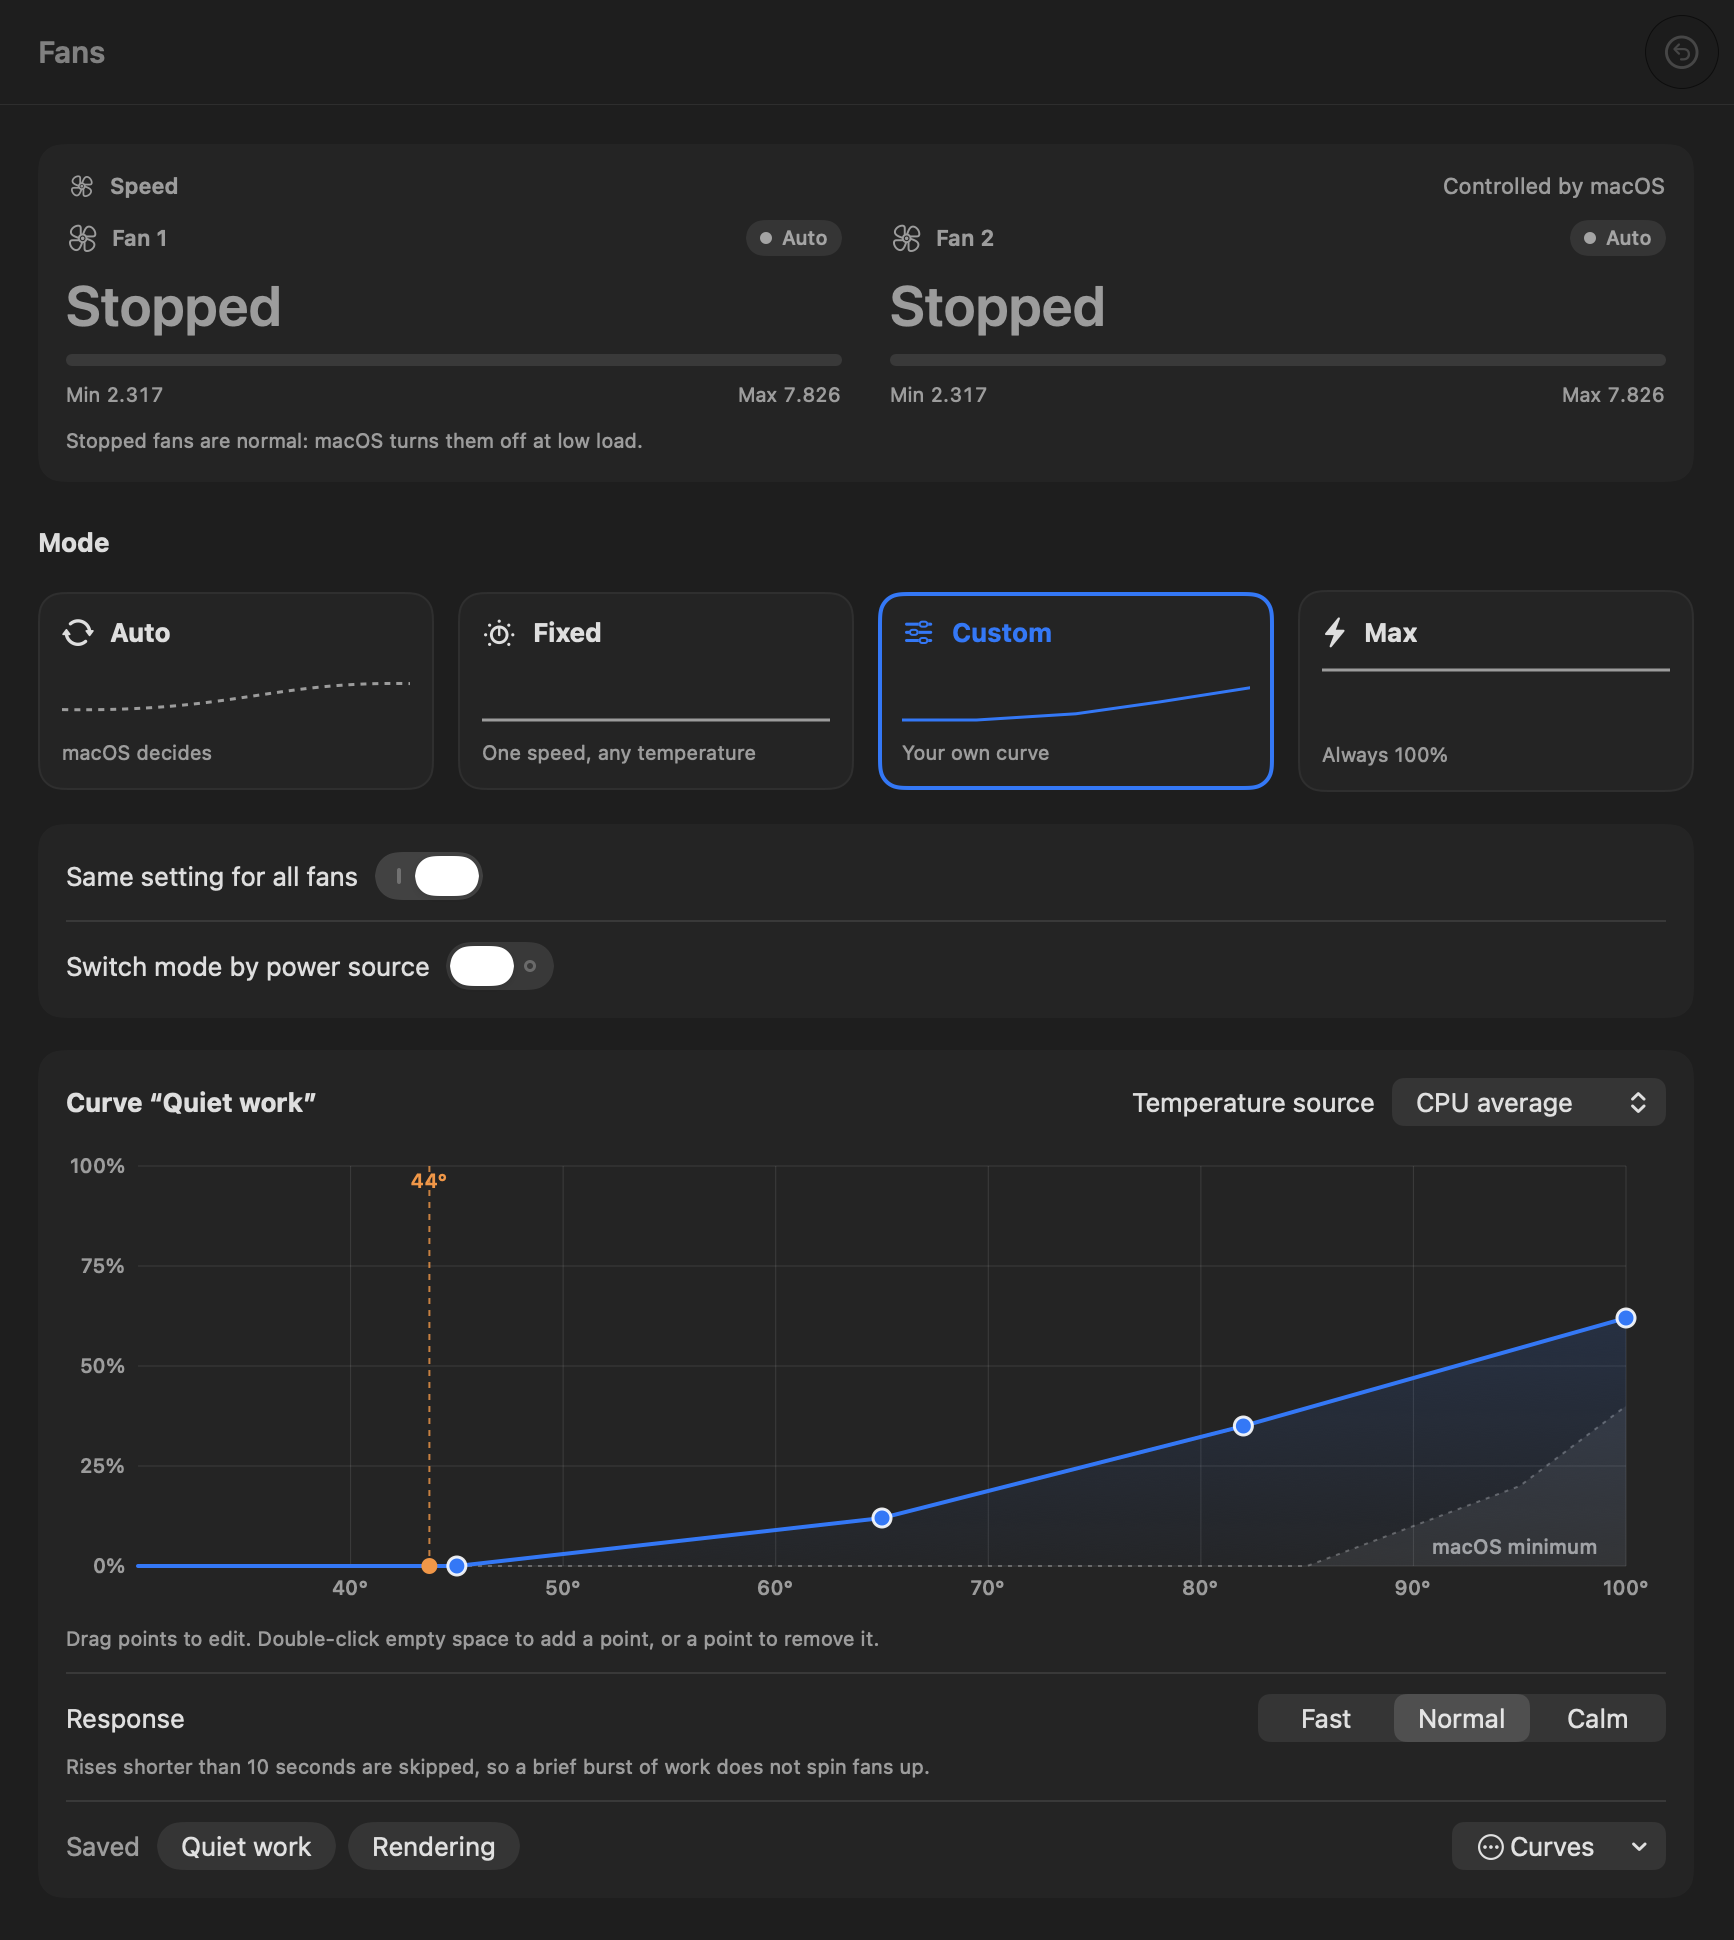 Fans
Speed
Controlled by macOS
Fan 1
Auto
Fan 2
Auto
Stopped
Stopped
Min 2.317
Max 7.826
Min 2.317
Max 7.826
Stopped fans are normal: macOS turns them off at low load.
Mode
Auto
macOS decides
Fixed
One speed, any temperature
Custom
Your own curve
Max
Always 100%
Same setting for all fans
Switch mode by power source
Curve “Quiet work”
Temperature source
CPU average
100%
44°
75%
50%
25%
macOS minimum
0%
40°
50°
60°
70°
80°
90°
100°
Drag points to edit. Double-click empty space to add a point, or a point to remove it.
Response
Fast
Normal
Calm
Rises shorter than 10 seconds are skipped, so a brief burst of work does not spin fans up.
Saved
Quiet work
Rendering
Curves